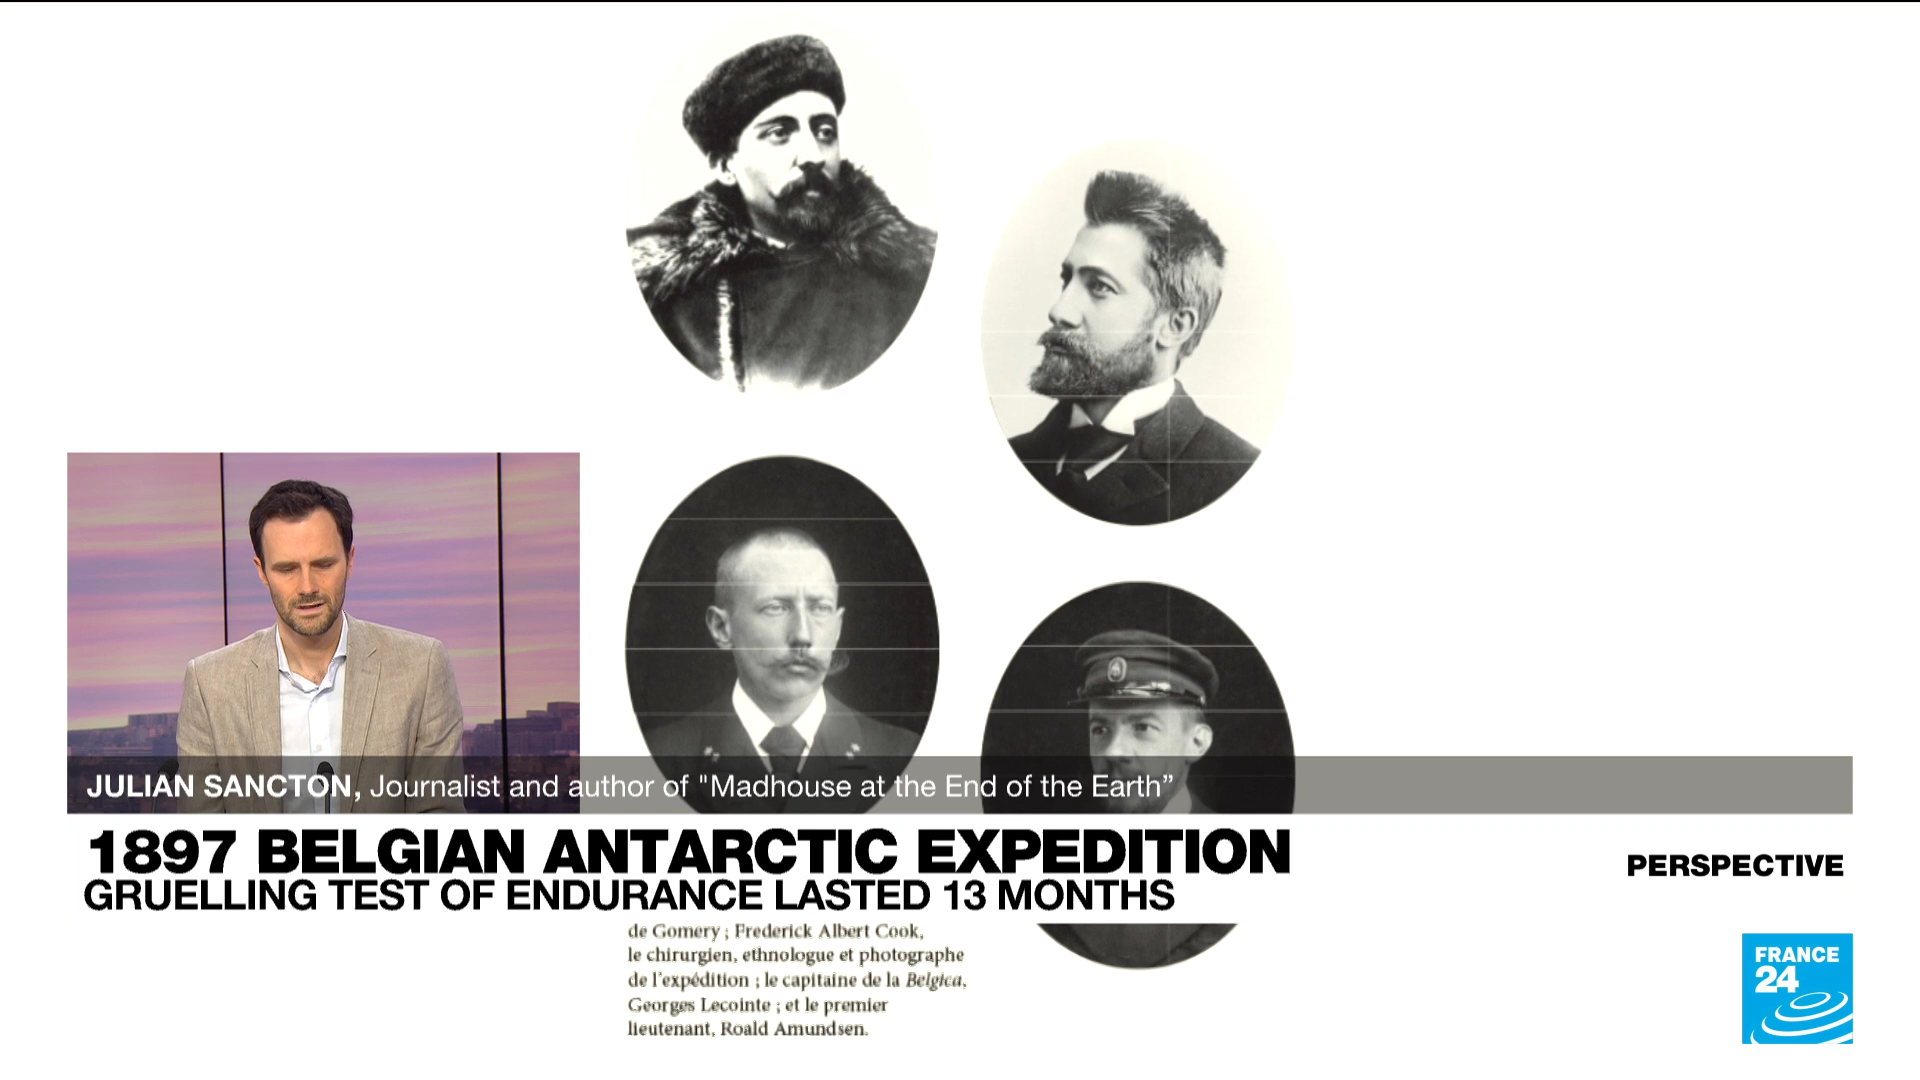 JULIAN SANCTON, Journalist and author of "Madhouse at the End of the Earth”
1897 BELGIAN ANTARCTIC EXPEDITION
GRUELLING TEST OF ENDURANCE LASTED 13 MONTHS
PERSPECTIVE
de Gomery ; Frederick Albert Cook,
le chirurgien, ethnologue et photographe
de l'expédition ; le capitaine de la Belgica,
Georges Lecointe ; et le premier
lieutenant, Roald Amundsen.
FRANCE
24